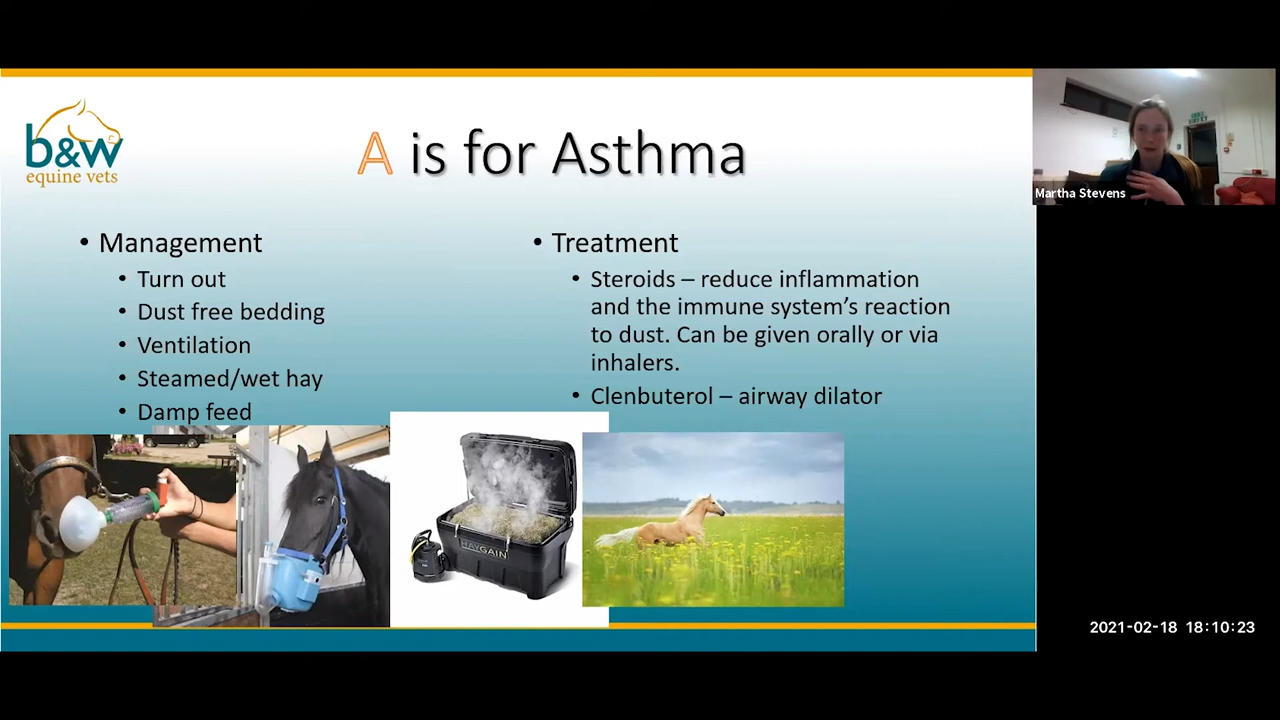 b&w
equine vets
A is for Asthma
• Management
• Turn out
• Dust free bedding
• Ventilation
• Steamed/wet hay
• Damp feed
• Treatment
• Steroids – reduce inflammation
and the immune system's reaction
to dust. Can be given orally or via
inhalers.
• Clenbuterol – airway dilator
HAYGAIN
Martha Stevens
2021-02-18 18:10:23